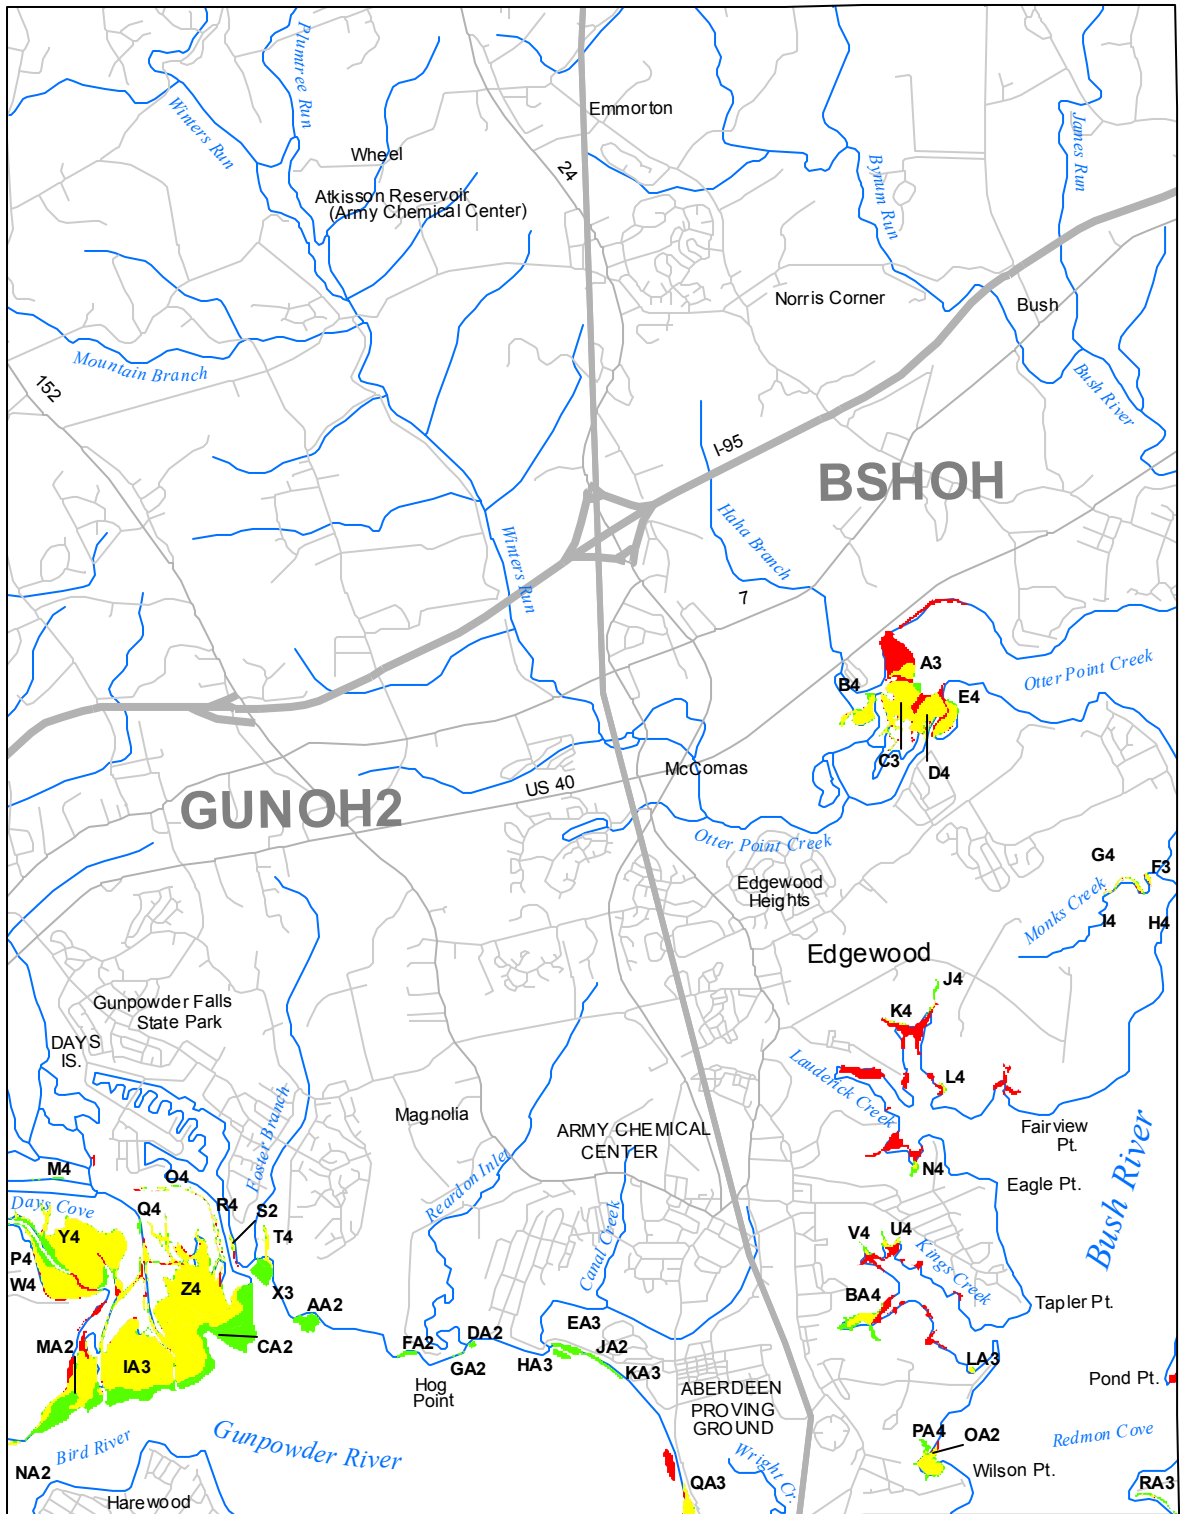 Plumtree Run
Winters Run
Emmorton
Wheel
24
James Run
Bynum Run
Atkisson Reservoir
(Army Chemical Center)
Norris Corner
Bush
Mountain Branch
152
Bush River
I-95
BSHOH
Haha Branch
Winters Run
7
A3
Otter Point Creek
B4
E4
C3
D4
McComas
US 40
GUNOH2
Otter Point Creek
Edgewood
Heights
G4
F3
Monks Creek
I4
H4
Edgewood
J4
K4
Gunpowder Falls
State Park
DAYS
IS.
Lauderick Creek
L4
Foster Branch
Magnolia
ARMY CHEMICAL
CENTER
Fairview
Pt.
Reardon Inlet
N4
Eagle Pt.
M4
O4
Days Cove
Q4
R4
S2
T4
Y4
P4
W4
Z4
X3
AA2
Canal Creek
V4
U4
Kings Creek
Bush River
BA4
Tapler Pt.
MA2
IA3
CA2
FA2
DA2
GA2
EA3
HA3
JA2
KA3
LA3
Hog
Point
Pond Pt.
ABERDEEN
PROVING
GROUND
Gunpowder River
Bird River
PA4
OA2
Redmon Cove
Wright Cr.
Wilson Pt.
NA2
Harewood
QA3
RA3